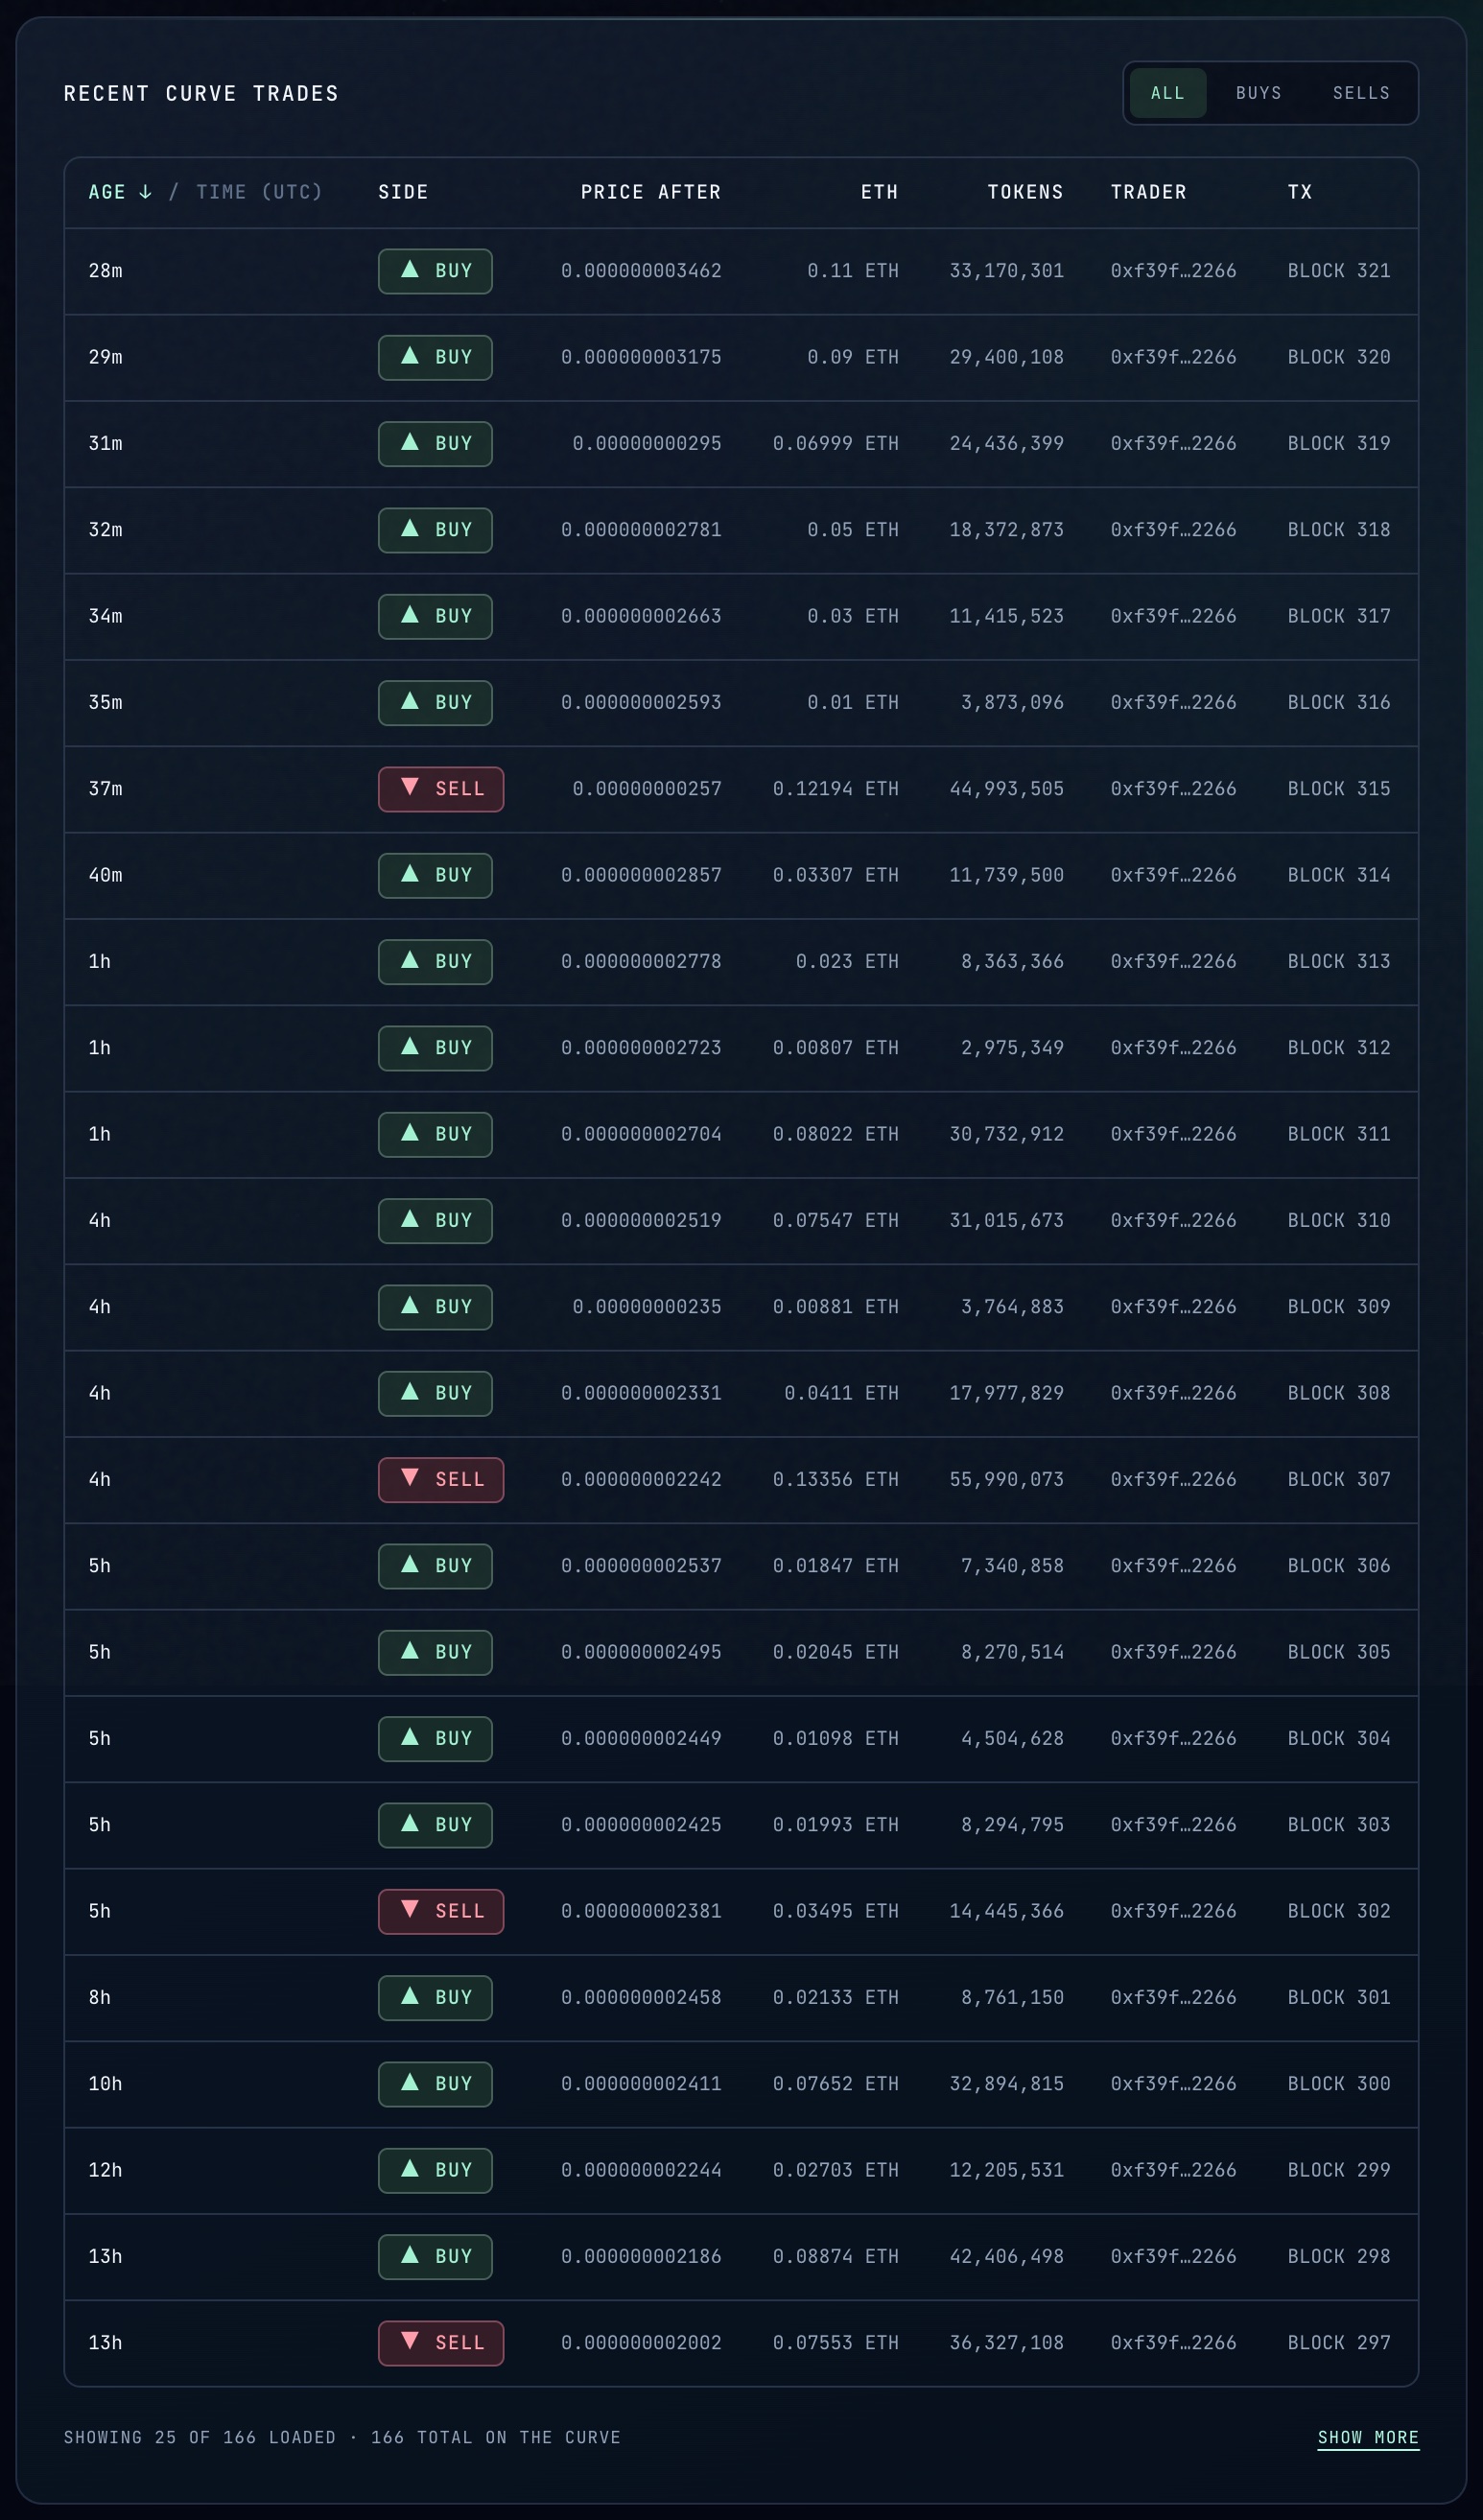 RECENT CURVE TRADES ALL BUYS SELLS
AGE ↓ / TIME (UTC) SIDE PRICE AFTER ETH TOKENS TRADER TX
28m ▲ BUY 0.000000003462 0.11 ETH 33,170,301 0xf39f…2266 BLOCK 321
29m ▲ BUY 0.000000003175 0.09 ETH 29,400,108 0xf39f…2266 BLOCK 320
31m ▲ BUY 0.00000000295 0.06999 ETH 24,436,399 0xf39f…2266 BLOCK 319
32m ▲ BUY 0.000000002781 0.05 ETH 18,372,873 0xf39f…2266 BLOCK 318
34m ▲ BUY 0.000000002663 0.03 ETH 11,415,523 0xf39f…2266 BLOCK 317
35m ▲ BUY 0.000000002593 0.01 ETH 3,873,096 0xf39f…2266 BLOCK 316
37m ▼ SELL 0.00000000257 0.12194 ETH 44,993,505 0xf39f…2266 BLOCK 315
40m ▲ BUY 0.000000002857 0.03307 ETH 11,739,500 0xf39f…2266 BLOCK 314
1h ▲ BUY 0.000000002778 0.023 ETH 8,363,366 0xf39f…2266 BLOCK 313
1h ▲ BUY 0.000000002723 0.00807 ETH 2,975,349 0xf39f…2266 BLOCK 312
1h ▲ BUY 0.000000002704 0.08022 ETH 30,732,912 0xf39f…2266 BLOCK 311
4h ▲ BUY 0.000000002519 0.07547 ETH 31,015,673 0xf39f…2266 BLOCK 310
4h ▲ BUY 0.00000000235 0.00881 ETH 3,764,883 0xf39f…2266 BLOCK 309
4h ▲ BUY 0.000000002331 0.0411 ETH 17,977,829 0xf39f…2266 BLOCK 308
4h ▼ SELL 0.000000002242 0.13356 ETH 55,990,073 0xf39f…2266 BLOCK 307
5h ▲ BUY 0.000000002537 0.01847 ETH 7,340,858 0xf39f…2266 BLOCK 306
5h ▲ BUY 0.000000002495 0.02045 ETH 8,270,514 0xf39f…2266 BLOCK 305
5h ▲ BUY 0.000000002449 0.01098 ETH 4,504,628 0xf39f…2266 BLOCK 304
5h ▲ BUY 0.000000002425 0.01993 ETH 8,294,795 0xf39f…2266 BLOCK 303
5h ▼ SELL 0.000000002381 0.03495 ETH 14,445,366 0xf39f…2266 BLOCK 302
8h ▲ BUY 0.000000002458 0.02133 ETH 8,761,150 0xf39f…2266 BLOCK 301
10h ▲ BUY 0.000000002411 0.07652 ETH 32,894,815 0xf39f…2266 BLOCK 300
12h ▲ BUY 0.000000002244 0.02703 ETH 12,205,531 0xf39f…2266 BLOCK 299
13h ▲ BUY 0.000000002186 0.08874 ETH 42,406,498 0xf39f…2266 BLOCK 298
13h ▼ SELL 0.000000002002 0.07553 ETH 36,327,108 0xf39f…2266 BLOCK 297
SHOWING 25 OF 166 LOADED · 166 TOTAL ON THE CURVE SHOW MORE